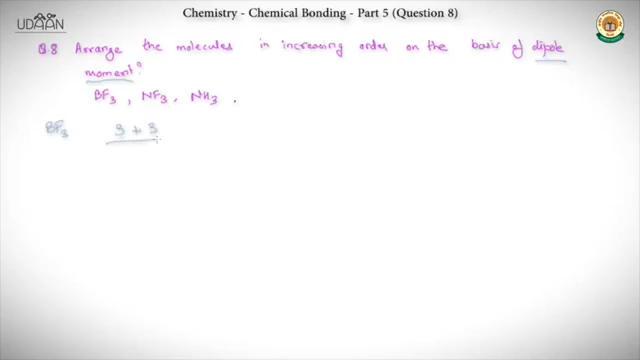 UDAAN
Chemistry - Chemical Bonding - Part 5 (Question 8)
Q.8 Arrange the molecules in increasing order on the basis of dipole
moment?
BF3, NF3, NH3.
BF3 3 + 3